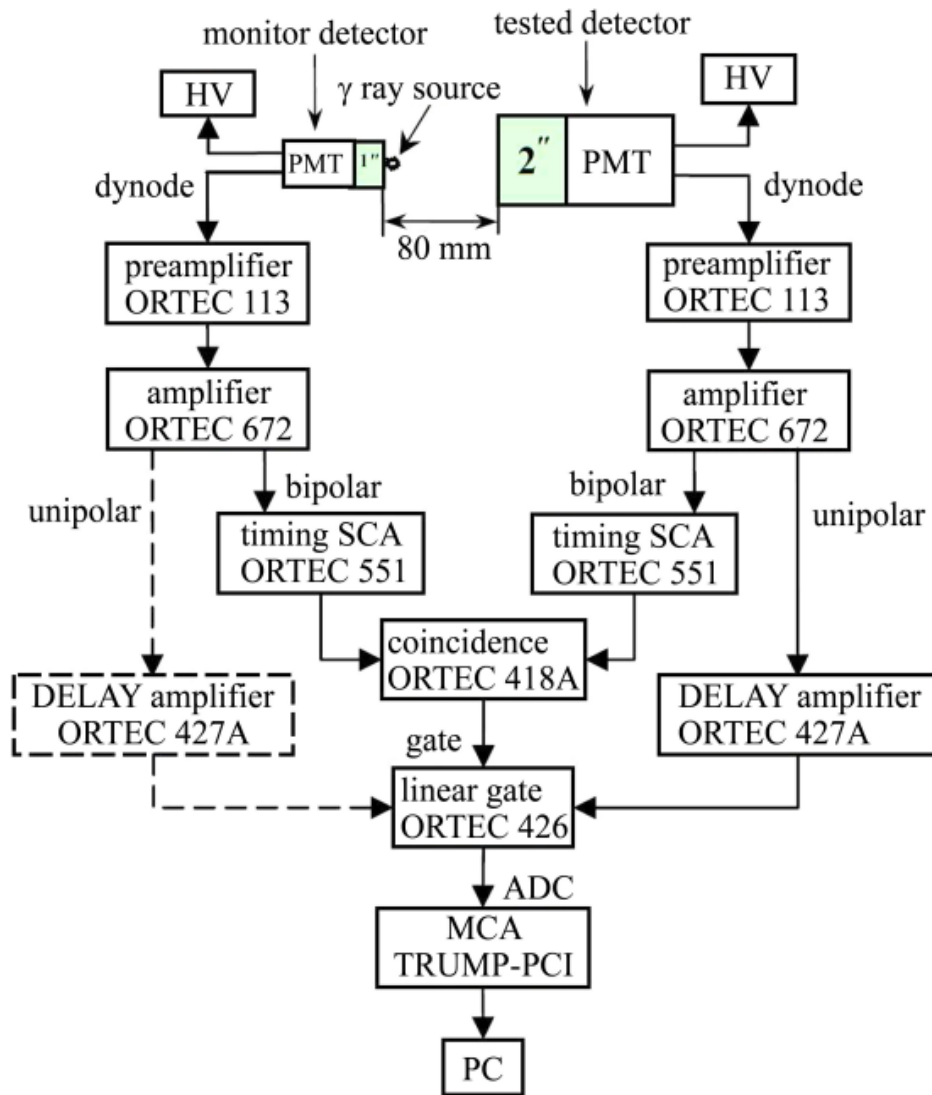 monitor detector
tested detector
HV
γ ray source
HV
PMT
1″
2″
PMT
dynode
dynode
80 mm
preamplifier
ORTEC 113
preamplifier
ORTEC 113
amplifier
ORTEC 672
amplifier
ORTEC 672
unipolar
bipolar
bipolar
unipolar
timing SCA
ORTEC 551
timing SCA
ORTEC 551
coincidence
ORTEC 418A
DELAY amplifier
ORTEC 427A
DELAY amplifier
ORTEC 427A
gate
linear gate
ORTEC 426
ADC
MCA
TRUMP-PCI
PC